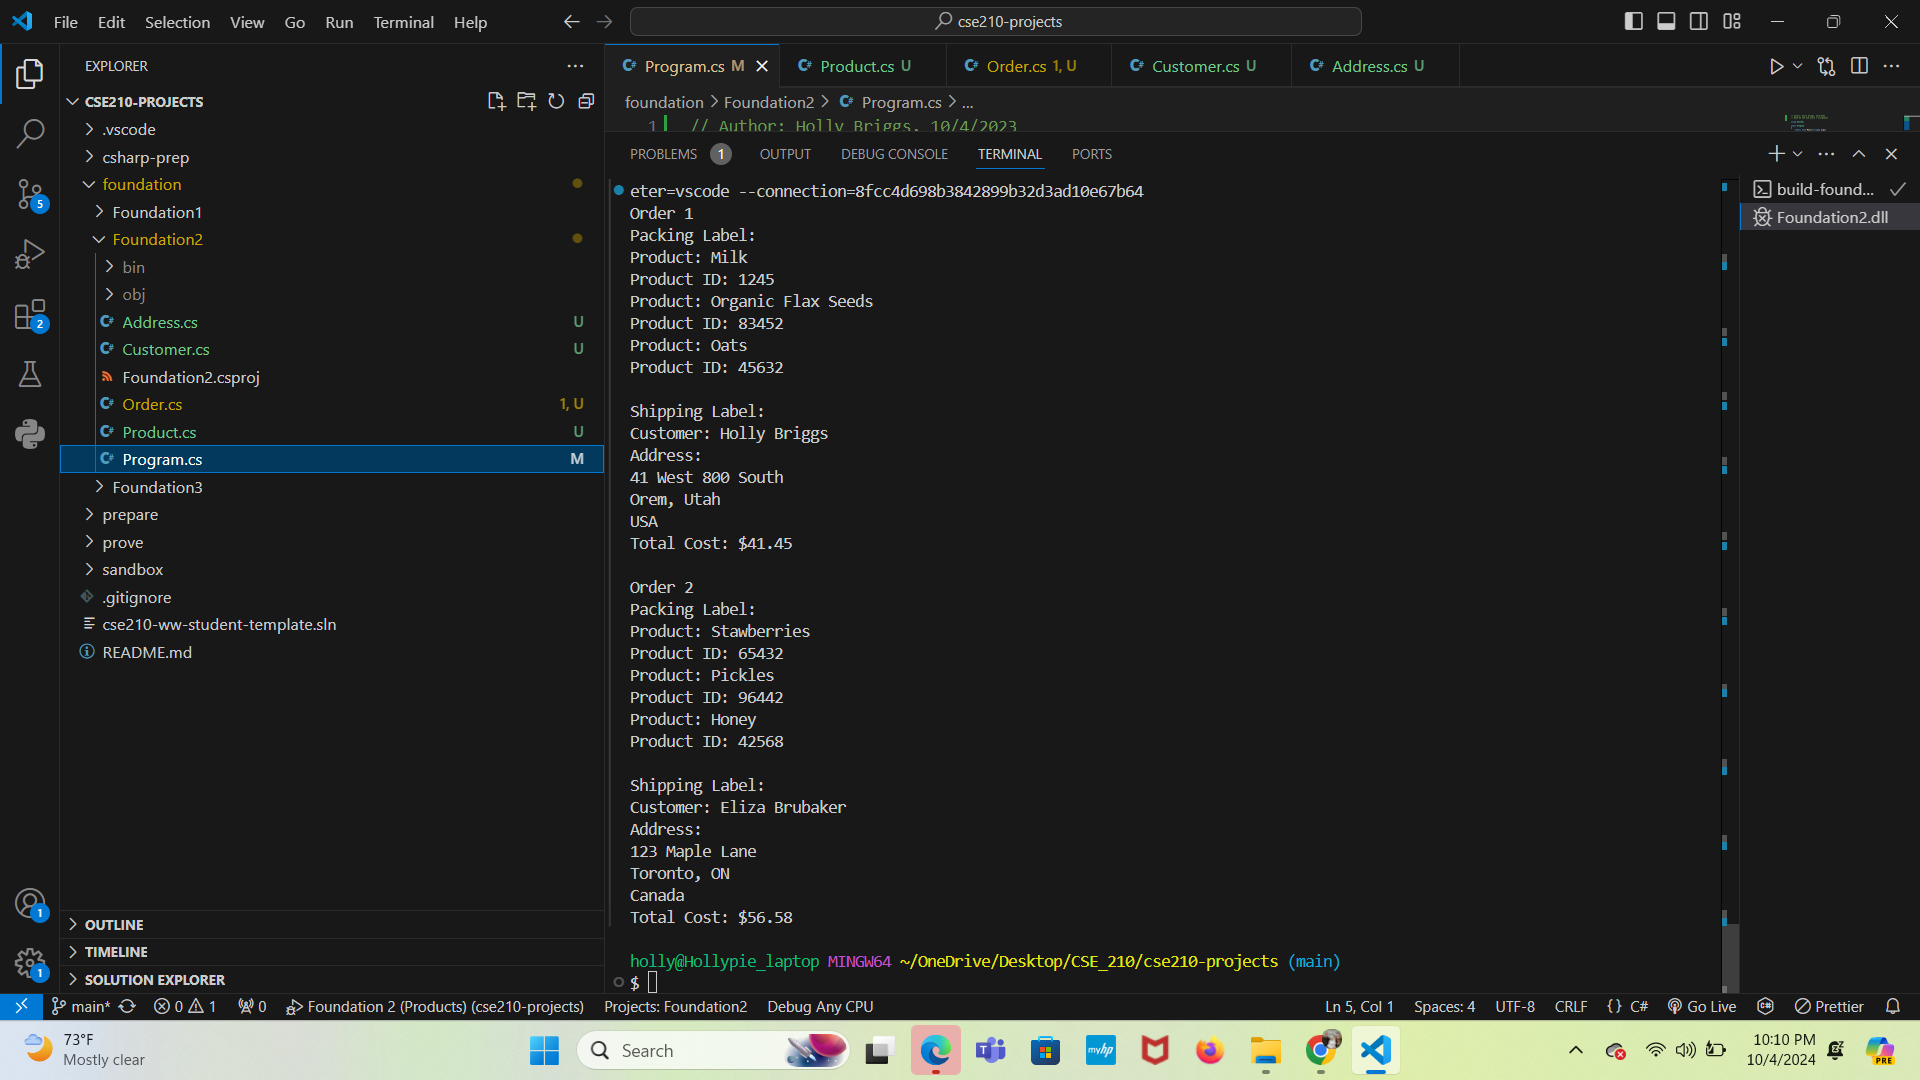 File Edit Selection View Go Run Terminal Help
cse210-projects
EXPLORER
CSE210-PROJECTS
.vscode
csharp-prep
foundation
Foundation1
Foundation2
bin
obj
Address.cs U
Customer.cs U
Foundation2.csproj
Order.cs 1, U
Product.cs U
Program.cs M
Foundation3
prepare
prove
sandbox
.gitignore
cse210-ww-student-template.sln
README.md
OUTLINE
TIMELINE
SOLUTION EXPLORER
5
2
1
1
Program.cs M Product.cs U Order.cs 1, U Customer.cs U Address.cs U
foundation > Foundation2 > Program.cs > ...
1 // Author: Holly Briggs, 10/4/2023
PROBLEMS 1 OUTPUT DEBUG CONSOLE TERMINAL PORTS
build-found...
Foundation2.dll
eter=vscode --connection=8fcc4d698b3842899b32d3ad10e67b64
Order 1
Packing Label:
Product: Milk
Product ID: 1245
Product: Organic Flax Seeds
Product ID: 83452
Product: Oats
Product ID: 45632
Shipping Label:
Customer: Holly Briggs
Address:
41 West 800 South
Orem, Utah
USA
Total Cost: $41.45
Order 2
Packing Label:
Product: Stawberries
Product ID: 65432
Product: Pickles
Product ID: 96442
Product: Honey
Product ID: 42568
Shipping Label:
Customer: Eliza Brubaker
Address:
123 Maple Lane
Toronto, ON
Canada
Total Cost: $56.58
holly@Hollypie_laptop MINGW64 ~/OneDrive/Desktop/CSE_210/cse210-projects (main)
$
main* 0 1 0 Foundation 2 (Products) (cse210-projects) Projects: Foundation2 Debug Any CPU Ln 5, Col 1 Spaces: 4 UTF-8 CRLF {} C# Go Live Prettier
73°F
Mostly clear
Search
myhp
10:10 PM
10/4/2024
PRE